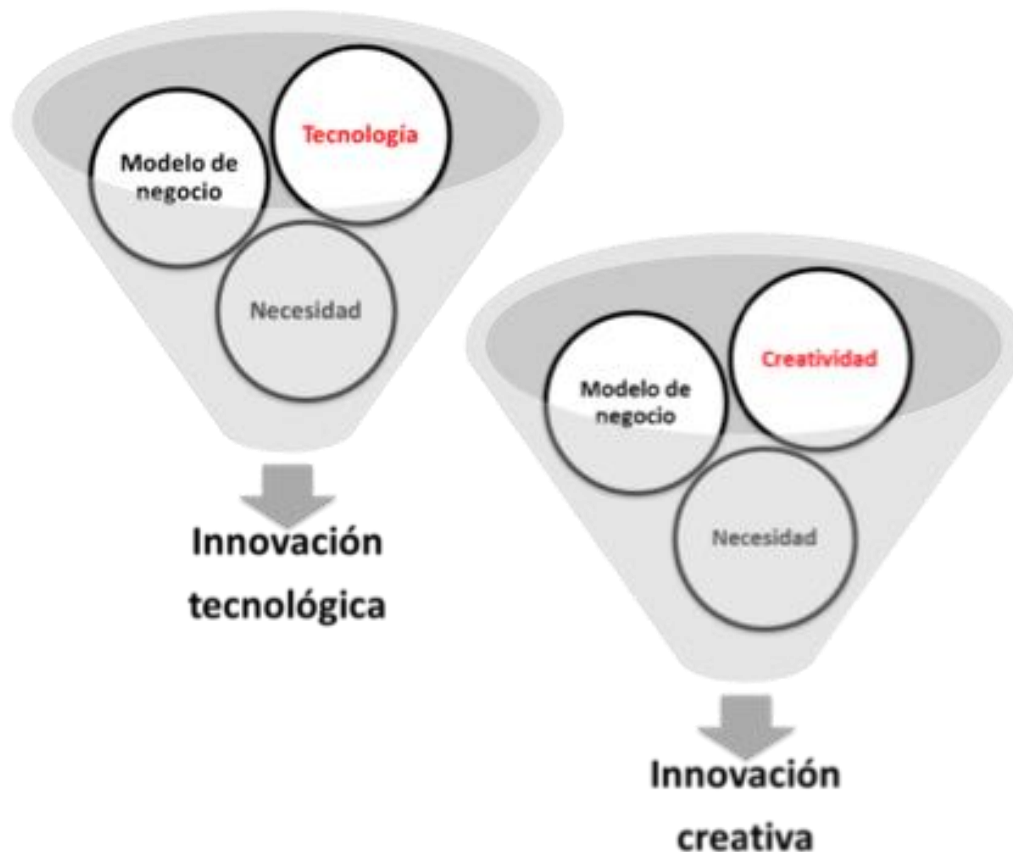 Tecnología
Modelo de
negocio
Necesidad
Innovación
tecnológica
Creatividad
Modelo de
negocio
Necesidad
Innovación
creativa